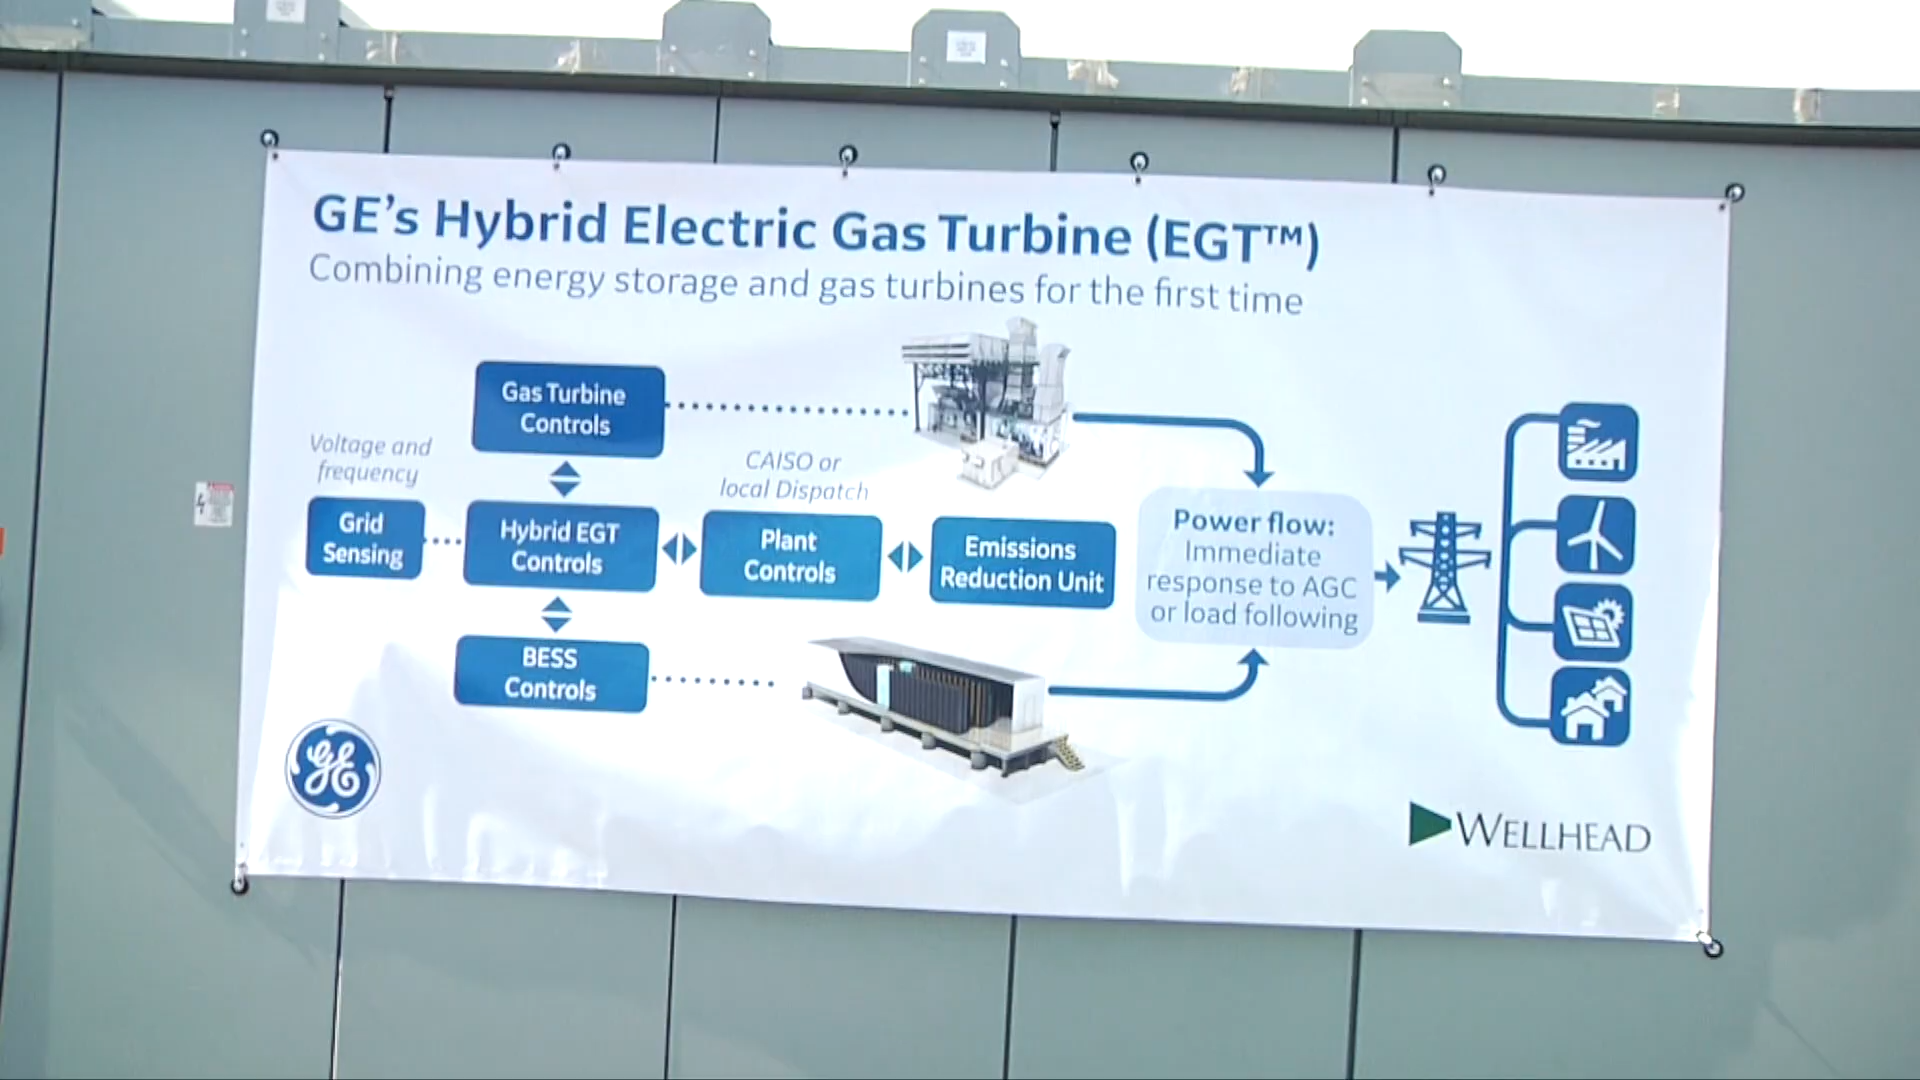 GE's Hybrid Electric Gas Turbine (EGT™)
Combining energy storage and gas turbines for the first time
Gas Turbine
Controls
Voltage and
frequency
CAISO or
local Dispatch
Grid
Sensing
Hybrid EGT
Controls
Plant
Controls
Emissions
Reduction Unit
Power flow:
Immediate
response to AGC
or load following
BESS
Controls
GE
WELLHEAD